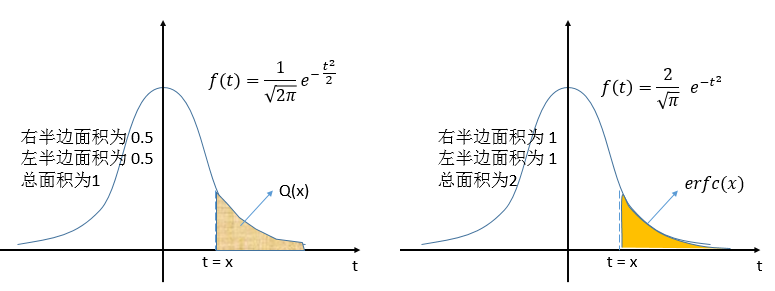 f(t) = 1/√2π e^(-t²/2)
右半边面积为 0.5
左半边面积为 0.5
总面积为1
Q(x)
t = x
t
f(t) = 2/√π e^(-t²)
右半边面积为 1
左半边面积为 1
总面积为2
erfc(x)
t = x
t